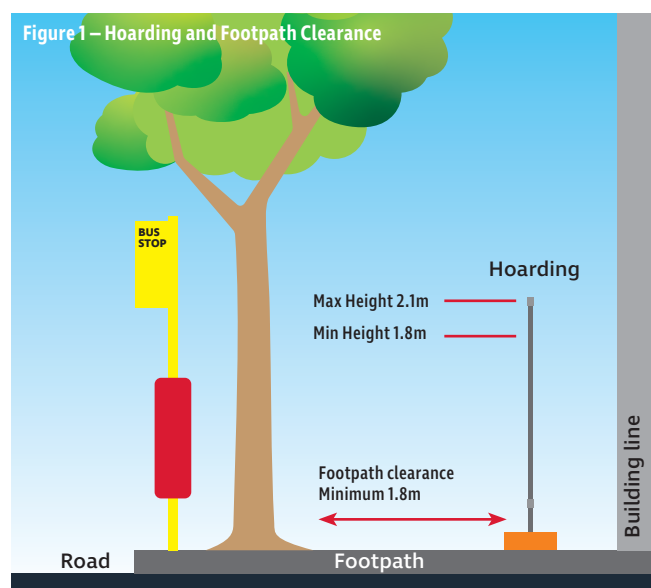 Figure 1 – Hoarding and Footpath Clearance
BUS
STOP
Hoarding
Max Height 2.1m
Min Height 1.8m
Footpath clearance
Minimum 1.8m
Building line
Road
Footpath